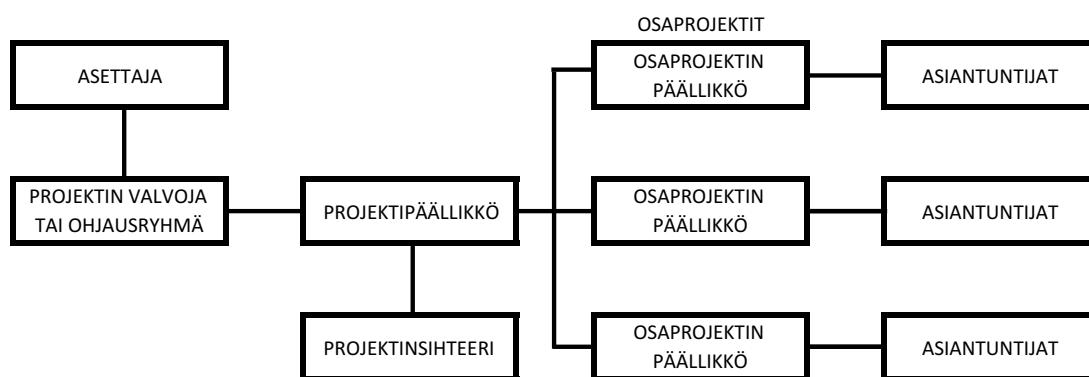 OSAPROJEKTIT
ASETTAJA
OSAPROJEKTIN
PÄÄLLIKKÖ
ASIANTUNTIJAT
PROJEKTIN VALVOJA
TAI OHJAUSRYHMÄ
PROJEKTIPÄÄLLIKKÖ
OSAPROJEKTIN
PÄÄLLIKKÖ
ASIANTUNTIJAT
PROJEKTINSIHTEERI
OSAPROJEKTIN
PÄÄLLIKKÖ
ASIANTUNTIJAT